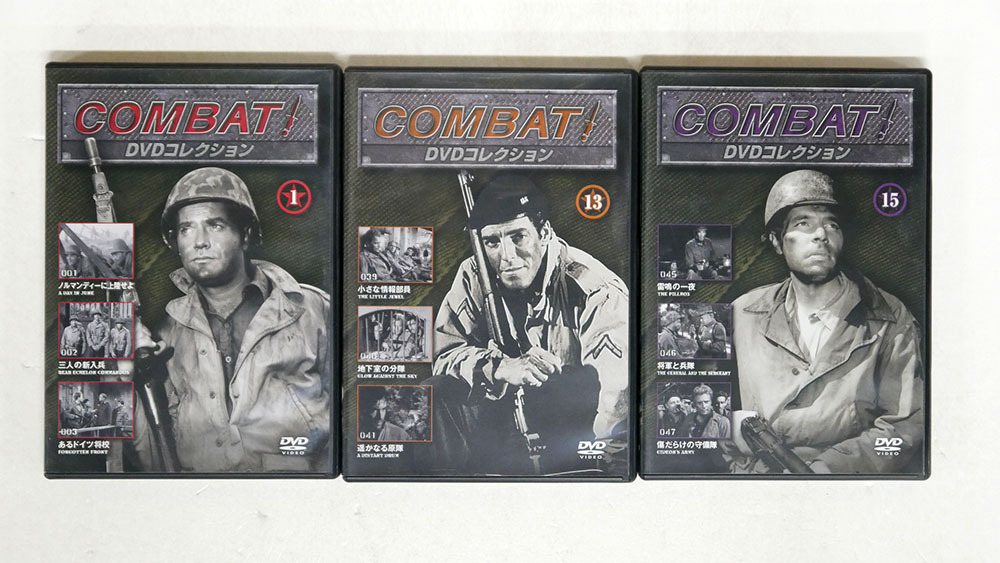 COMBAT!
DVDコレクション
1
001
ノルマンディーに上陸せよ
A DAY IN JUNE
002
三人の新入兵
REAR ECHELON COMMANDOS
003
あるドイツ将校
FORGOTTEN FRONT
DVD
VIDEO
COMBAT!
DVDコレクション
13
039
小さな情報部員
THE LITTLE JEWEL
040
地下室の分隊
GLOW AGAINST THE SKY
041
遥かなる原隊
A DISTANT DRUM
DVD
VIDEO
COMBAT!
DVDコレクション
15
045
雷鳴の一夜
THE PILLBOX
046
将軍と兵隊
THE GENERAL AND THE SERGEANT
047
傷だらけの守備隊
GIDEON'S ARMY
DVD
VIDEO